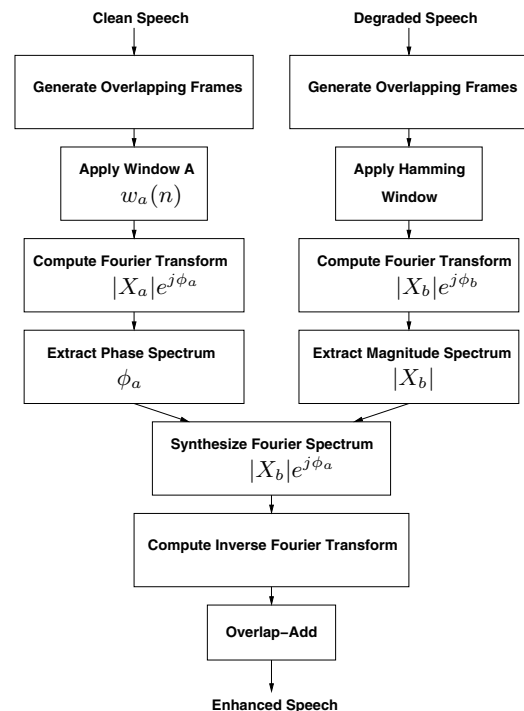 Clean Speech
Generate Overlapping Frames
Apply Window A
w_a(n)
Compute Fourier Transform
|X_a|e^{jϕ_a}
Extract Phase Spectrum
ϕ_a
Degraded Speech
Generate Overlapping Frames
Apply Hamming
Window
Compute Fourier Transform
|X_b|e^{jϕ_b}
Extract Magnitude Spectrum
|X_b|
Synthesize Fourier Spectrum
|X_b|e^{jϕ_a}
Compute Inverse Fourier Transform
Overlap−Add
Enhanced Speech